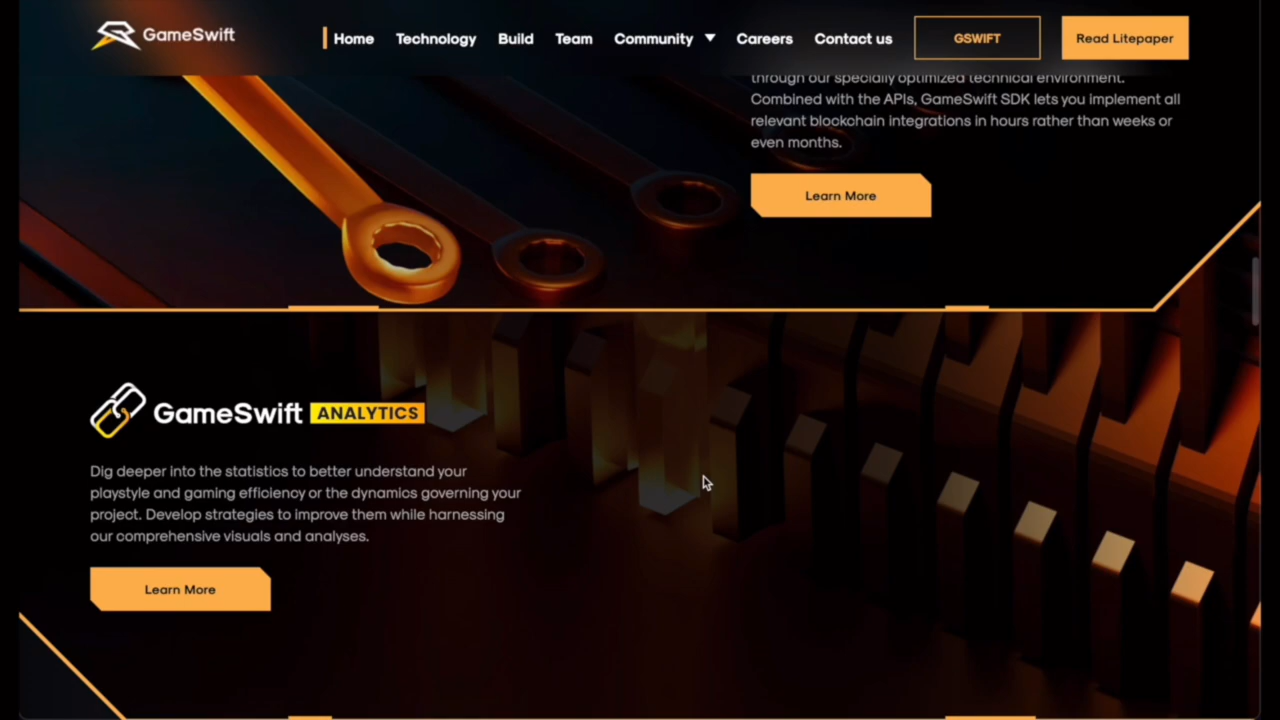 GameSwift
Home
Technology
Build
Team
Community
Careers
Contact us
GSWIFT
Read Litepaper
through our specially optimized technical environment.
Combined with the APIs, GameSwift SDK lets you implement all
relevant blockchain integrations in hours rather than weeks or
even months.
Learn More
GameSwift ANALYTICS
Dig deeper into the statistics to better understand your
playstyle and gaming efficiency or the dynamics governing your
project. Develop strategies to improve them while harnessing
our comprehensive visuals and analyses.
Learn More